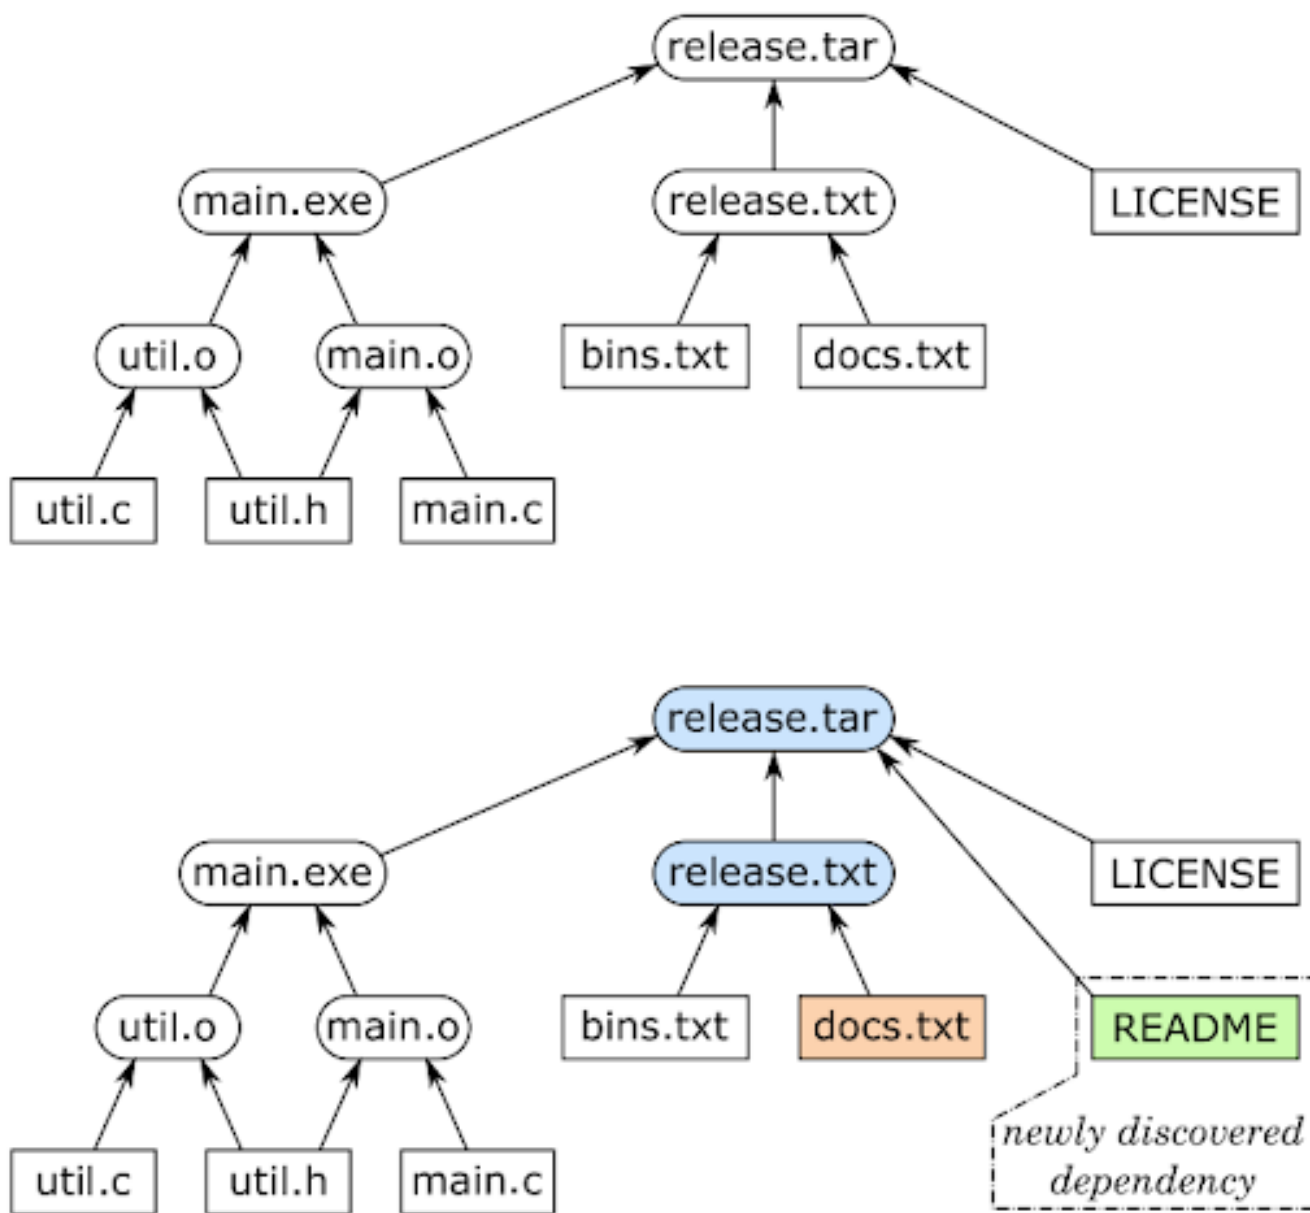 release.tar
main.exe
release.txt
LICENSE
util.o
main.o
bins.txt
docs.txt
util.c
util.h
main.c
release.tar
main.exe
release.txt
LICENSE
util.o
main.o
bins.txt
docs.txt
README
newly discovered
dependency
util.c
util.h
main.c